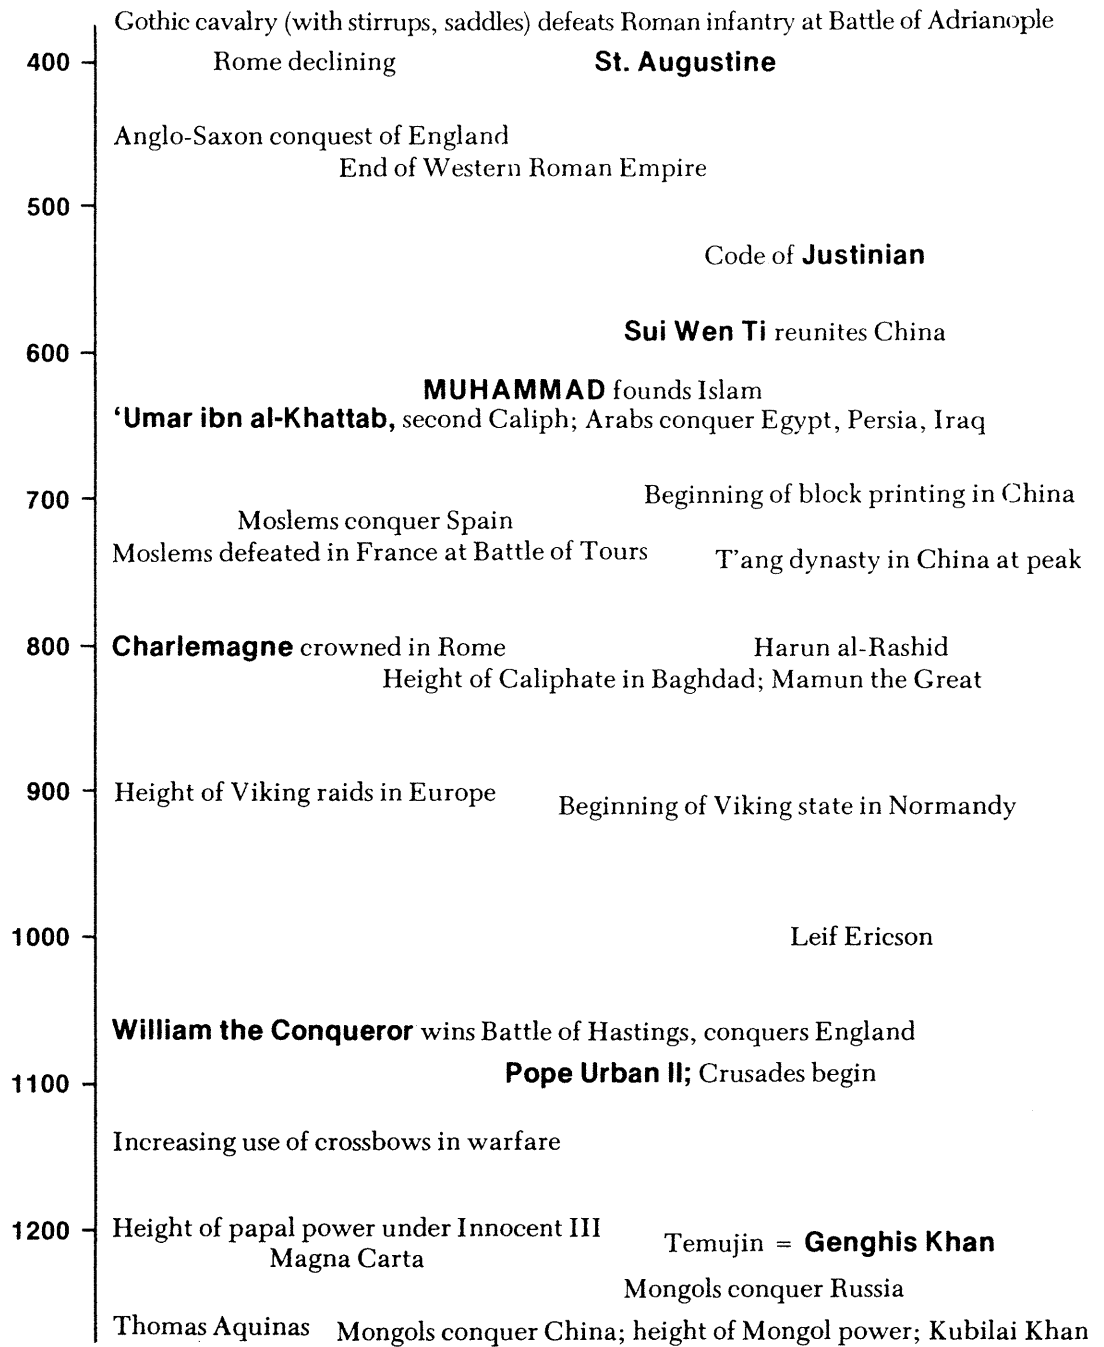 Gothic cavalry (with stirrups, saddles) defeats Roman infantry at Battle of Adrianople
400 Rome declining St. Augustine
Anglo-Saxon conquest of England
End of Western Roman Empire
500
Code of Justinian
Sui Wen Ti reunites China
600
MUHAMMAD founds Islam
‘Umar ibn al-Khattab, second Caliph; Arabs conquer Egypt, Persia, Iraq
700 Beginning of block printing in China
Moslems conquer Spain
Moslems defeated in France at Battle of Tours T’ang dynasty in China at peak
800 Charlemagne crowned in Rome Harun al-Rashid
Height of Caliphate in Baghdad; Mamun the Great
900 Height of Viking raids in Europe
Beginning of Viking state in Normandy
1000 Leif Ericson
William the Conqueror wins Battle of Hastings, conquers England
Pope Urban II; Crusades begin
1100
Increasing use of crossbows in warfare
1200 Height of papal power under Innocent III
Temujin = Genghis Khan
Magna Carta
Mongols conquer Russia
Thomas Aquinas Mongols conquer China; height of Mongol power; Kubilai Khan